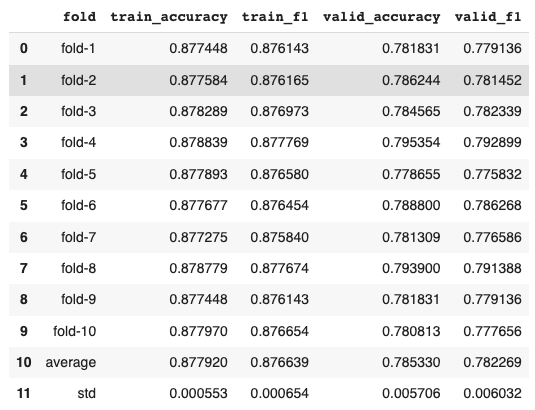 fold train_accuracy train_f1 valid_accuracy valid_f1
0 fold-1 0.877448 0.876143 0.781831 0.779136
1 fold-2 0.877584 0.876165 0.786244 0.781452
2 fold-3 0.878289 0.876973 0.784565 0.782339
3 fold-4 0.878839 0.877769 0.795354 0.792899
4 fold-5 0.877893 0.876580 0.778655 0.775832
5 fold-6 0.877677 0.876454 0.788800 0.786268
6 fold-7 0.877275 0.875840 0.781309 0.776586
7 fold-8 0.878779 0.877674 0.793900 0.791388
8 fold-9 0.877448 0.876143 0.781831 0.779136
9 fold-10 0.877970 0.876654 0.780813 0.777656
10 average 0.877920 0.876639 0.785330 0.782269
11 std 0.000553 0.000654 0.005706 0.006032